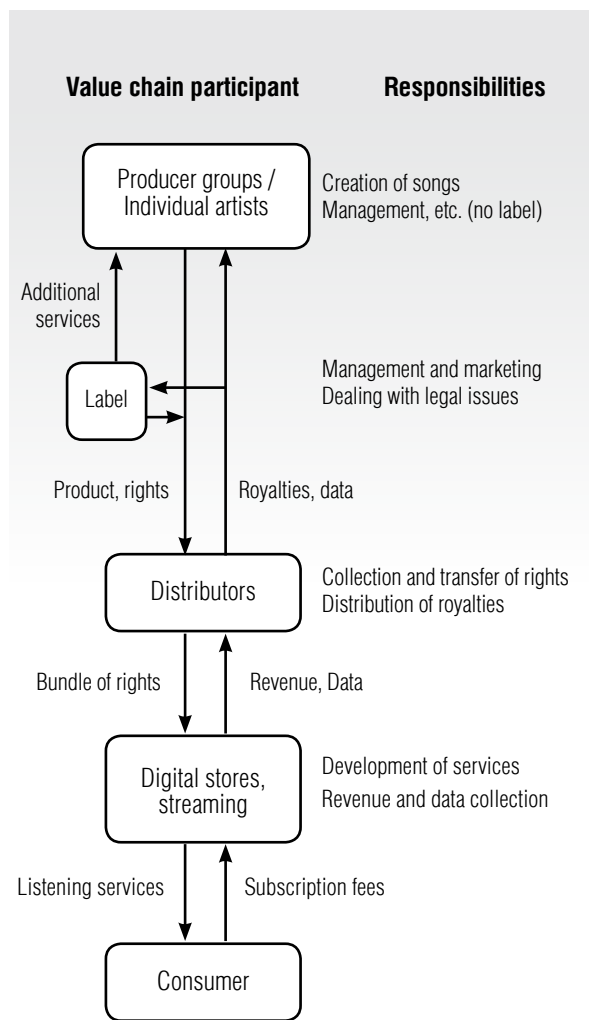 Value chain participant
Responsibilities
Producer groups /
Individual artists
Creation of songs
Management, etc. (no label)
Additional
services
Label
Management and marketing
Dealing with legal issues
Product, rights
Royalties, data
Distributors
Collection and transfer of rights
Distribution of royalties
Bundle of rights
Revenue, Data
Digital stores,
streaming
Development of services
Revenue and data collection
Listening services
Subscription fees
Consumer